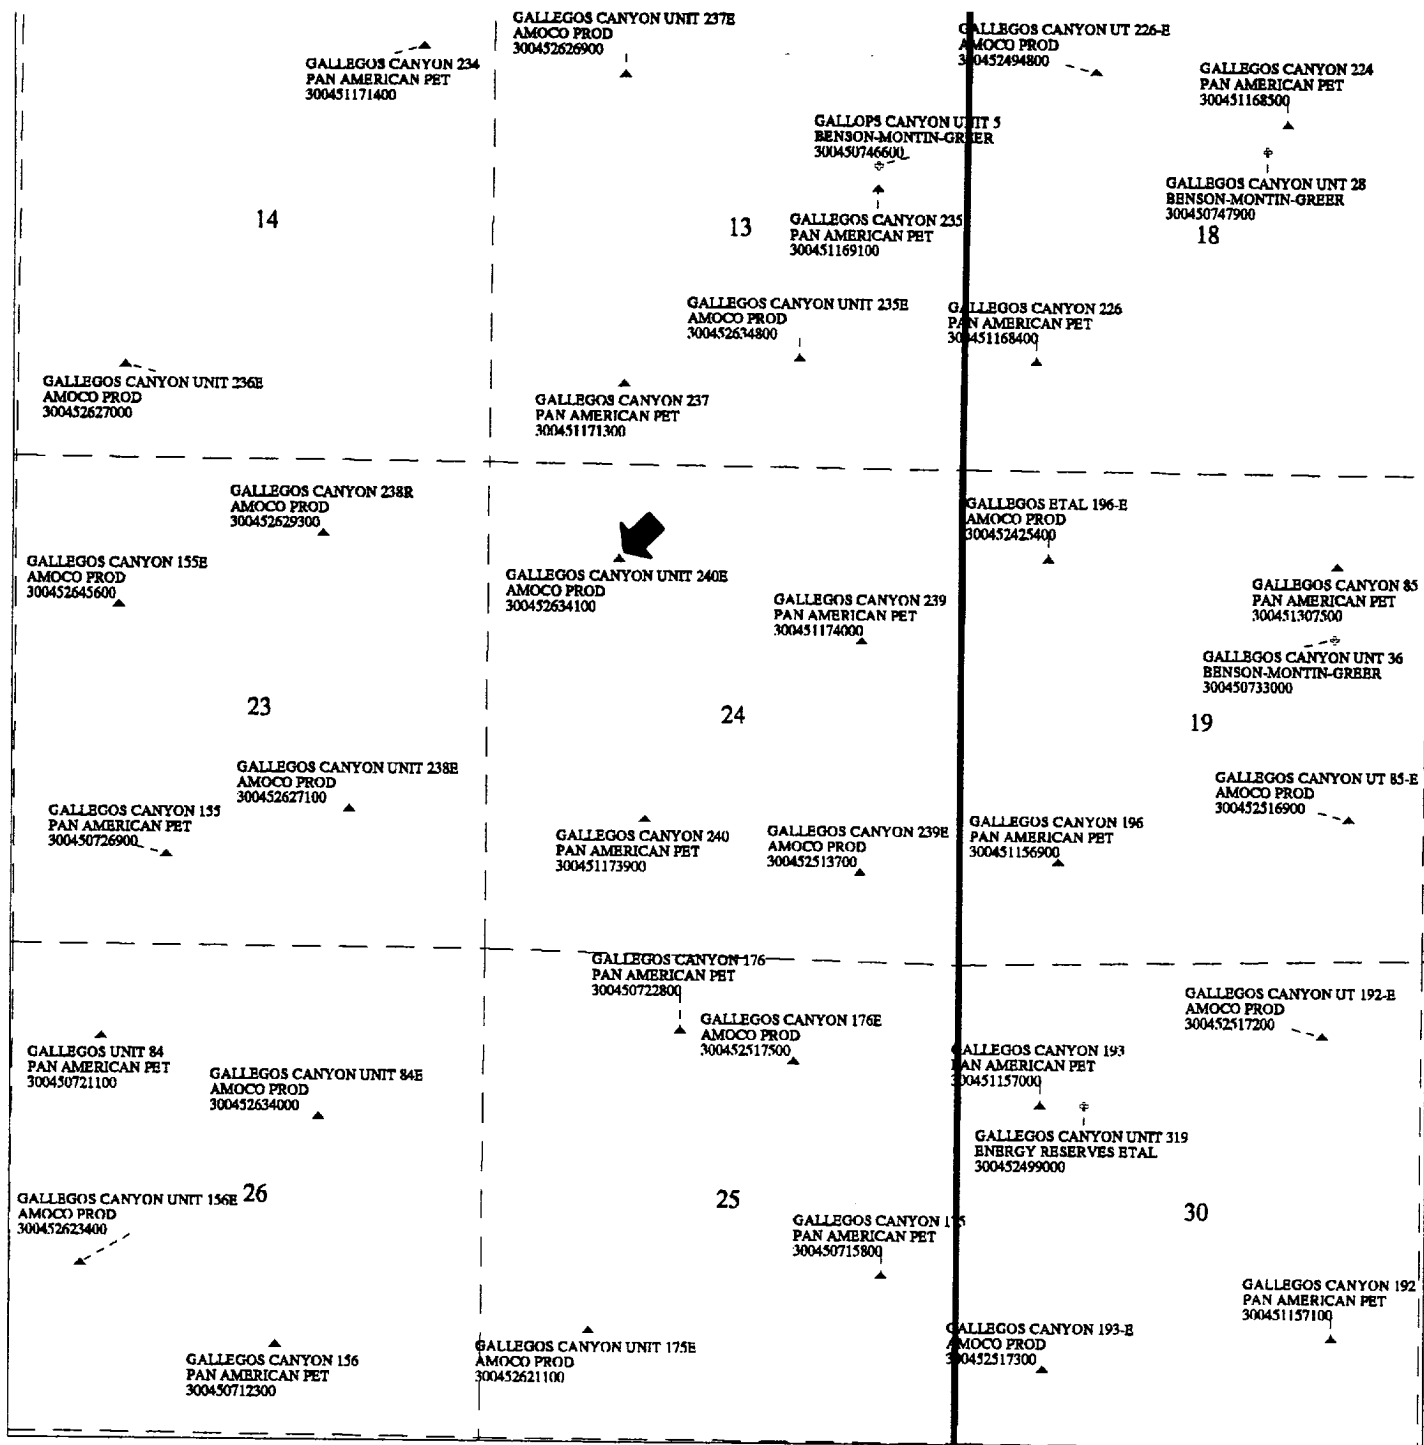 GALLEGOS CANYON 234
PAN AMERICAN PET
300451171400
GALLEGOS CANYON UNIT 237E
AMOCO PROD
300452626900
GALLEGOS CANYON UT 226-E
AMOCO PROD
300452494800
GALLEGOS CANYON 224
PAN AMERICAN PET
300451168500
GALLOPS CANYON UNIT 5
BENSON-MONTIN-GREER
300450746600
GALLEGOS CANYON UNT 28
BENSON-MONTIN-GREER
300450747900
14
13
GALLEGOS CANYON 235
PAN AMERICAN PET
300451169100
18
GALLEGOS CANYON UNIT 235E
AMOCO PROD
300452634800
GALLEGOS CANYON 226
PAN AMERICAN PET
300451168400
GALLEGOS CANYON UNIT 236E
AMOCO PROD
300452627000
GALLEGOS CANYON 237
PAN AMERICAN PET
300451171300
GALLEGOS CANYON 238R
AMOCO PROD
300452629300
GALLEGOS ETAL 196-E
AMOCO PROD
300452425400
GALLEGOS CANYON 155E
AMOCO PROD
300452645600
GALLEGOS CANYON UNIT 240E
AMOCO PROD
300452634100
GALLEGOS CANYON 239
PAN AMERICAN PET
300451174000
GALLEGOS CANYON 85
PAN AMERICAN PET
300451307500
GALLEGOS CANYON UNT 36
BENSON-MONTIN-GREER
300450733000
23
24
19
GALLEGOS CANYON UNIT 238E
AMOCO PROD
300452627100
GALLEGOS CANYON UT 85-E
AMOCO PROD
300452516900
GALLEGOS CANYON 155
PAN AMERICAN PET
300450726900
GALLEGOS CANYON 240
PAN AMERICAN PET
300451173900
GALLEGOS CANYON 239E
AMOCO PROD
300452513700
GALLEGOS CANYON 196
PAN AMERICAN PET
300451156900
GALLEGOS CANYON 176
PAN AMERICAN PET
300450722800
GALLEGOS CANYON UT 192-E
AMOCO PROD
300452517200
GALLEGOS CANYON 176E
AMOCO PROD
300452517500
GALLEGOS UNIT 84
PAN AMERICAN PET
300450721100
GALLEGOS CANYON 193
PAN AMERICAN PET
300451157000
GALLEGOS CANYON UNIT 84E
AMOCO PROD
300452634000
GALLEGOS CANYON UNIT 319
ENERGY RESERVES ETAL
300452499000
GALLEGOS CANYON UNIT 156E
AMOCO PROD
300452623400
26
25
30
GALLEGOS CANYON 175
PAN AMERICAN PET
300450715800
GALLEGOS CANYON 192
PAN AMERICAN PET
300451157100
GALLEGOS CANYON 193-E
AMOCO PROD
300452517300
GALLEGOS CANYON UNIT 175E
AMOCO PROD
300452621100
GALLEGOS CANYON 156
PAN AMERICAN PET
300450712300